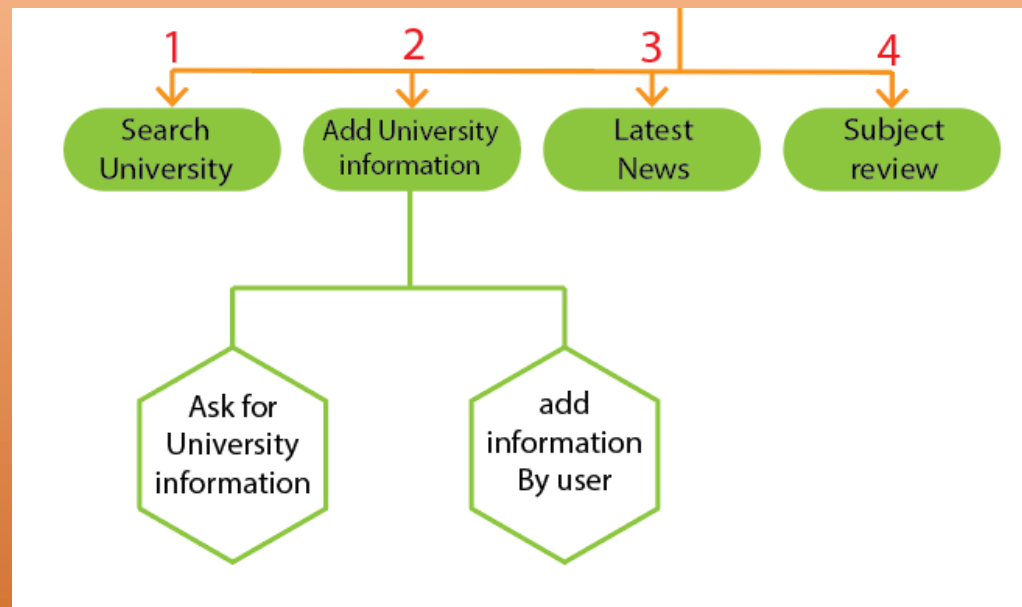 1
2
3
4
Search
University
Add University
information
Latest
News
Subject
review
Ask for
University
information
add
information
By user